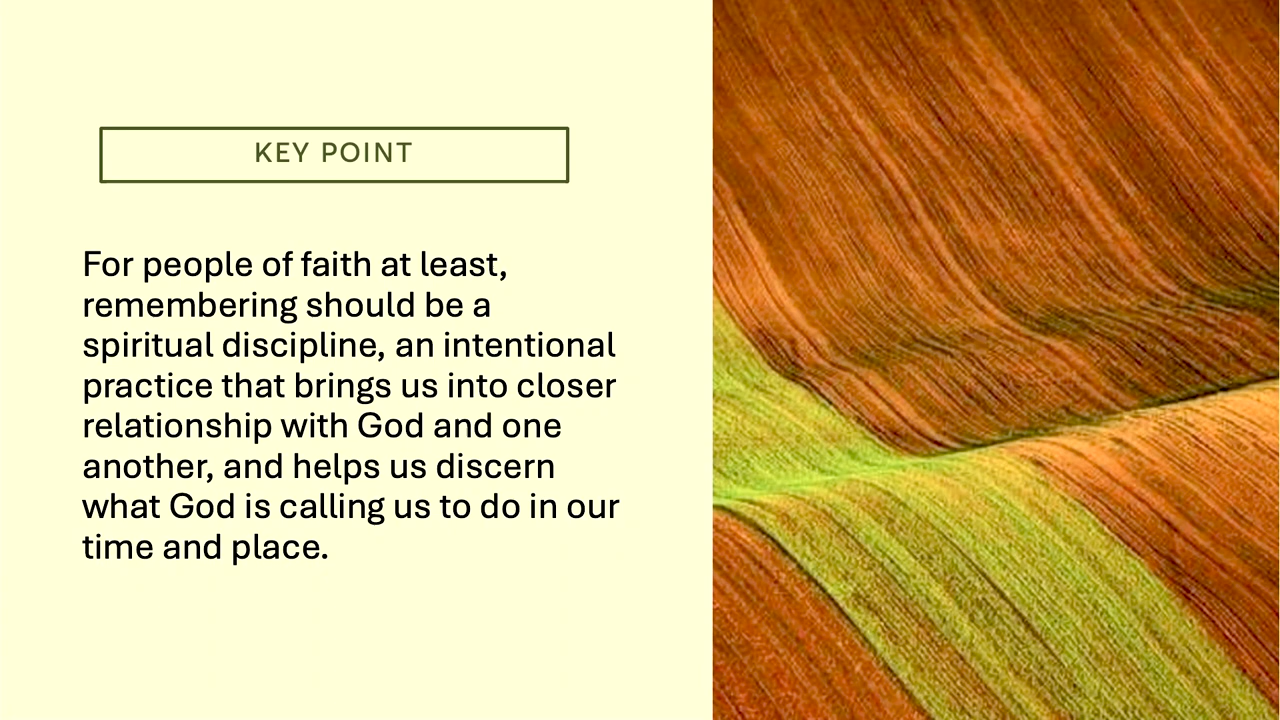 KEY POINT
For people of faith at least,
remembering should be a
spiritual discipline, an intentional
practice that brings us into closer
relationship with God and one
another, and helps us discern
what God is calling us to do in our
time and place.